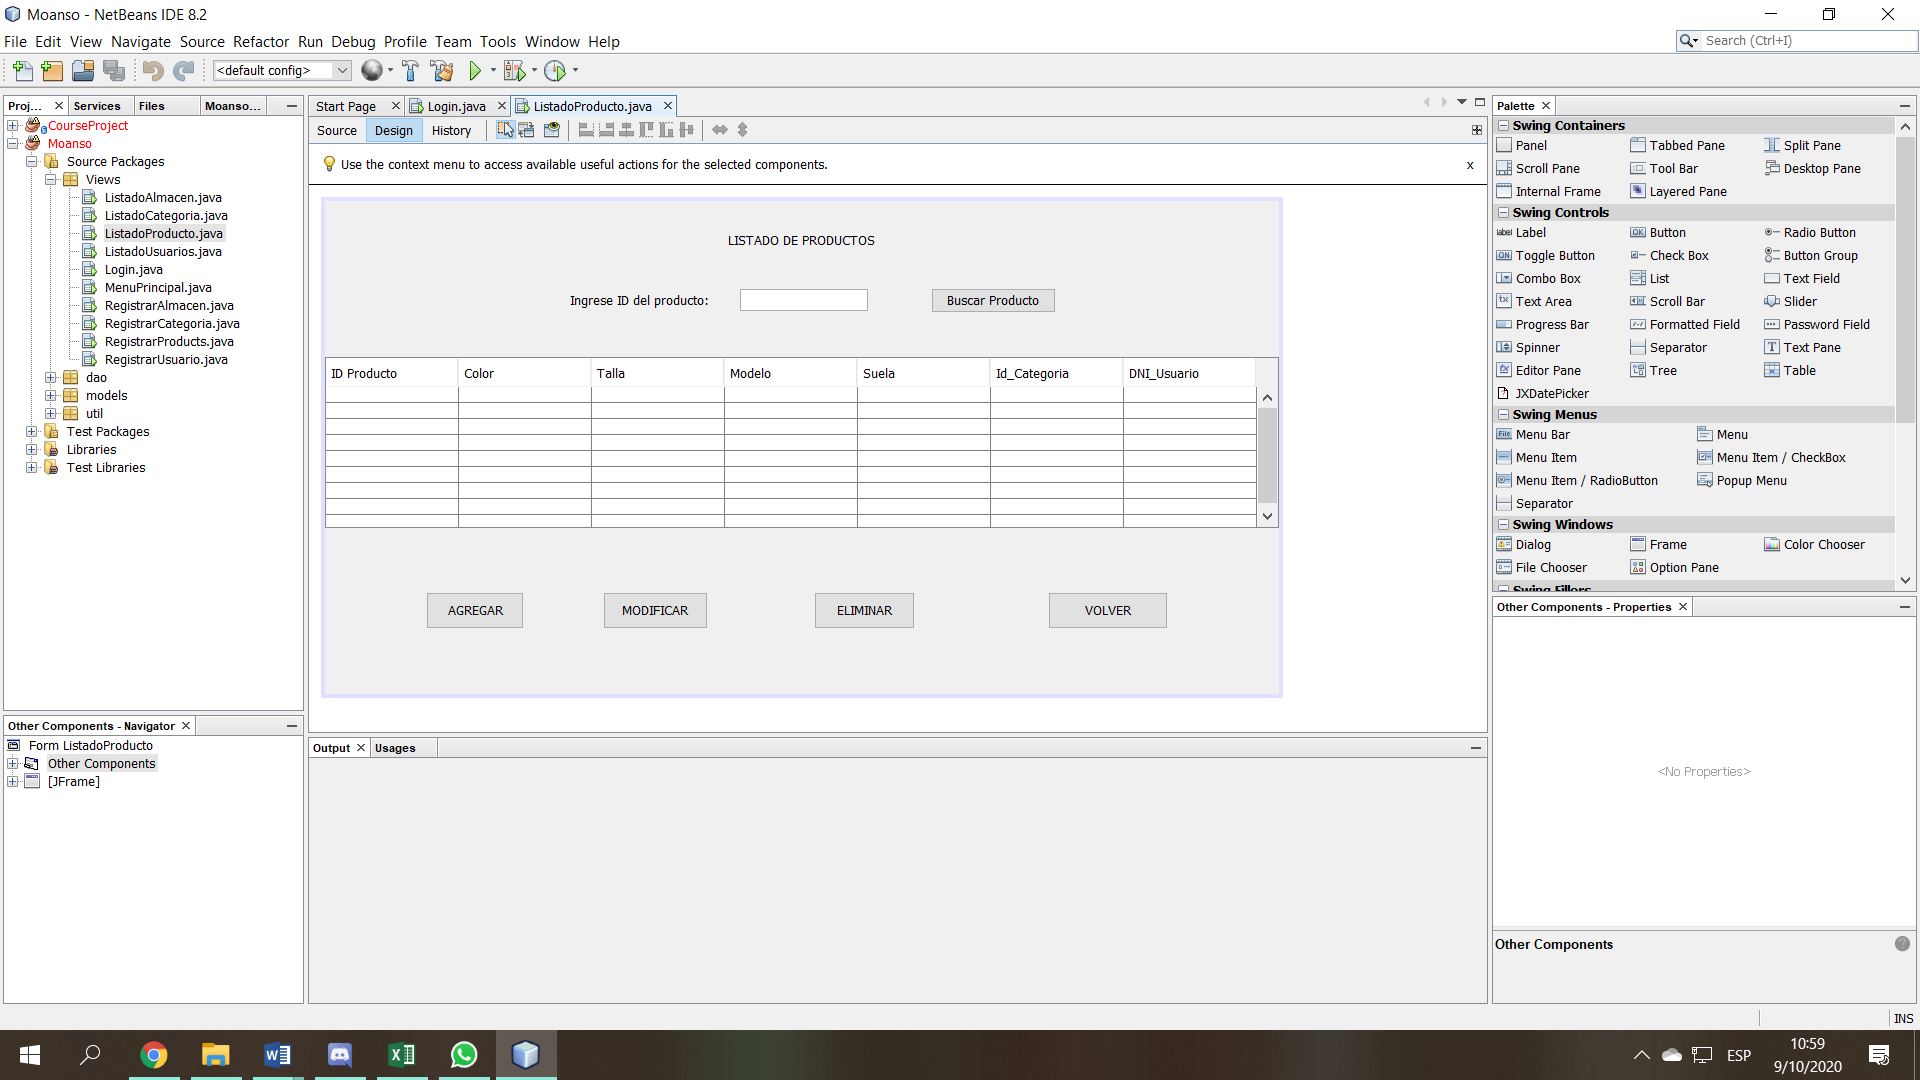 Moanso - NetBeans IDE 8.2
File Edit View Navigate Source Refactor Run Debug Profile Team Tools Window Help
Search (Ctrl+I)
<default config>
Proj... Services Files Moanso...
CourseProject
Moanso
Source Packages
Views
ListadoAlmacen.java
ListadoCategoria.java
ListadoProducto.java
ListadoUsuarios.java
Login.java
MenuPrincipal.java
RegistrarAlmacen.java
RegistrarCategoria.java
RegistrarProducts.java
RegistrarUsuario.java
dao
models
util
Test Packages
Libraries
Test Libraries
Other Components - Navigator
Form ListadoProducto
Other Components
[JFrame]
Start Page Login.java ListadoProducto.java
Source Design History
Use the context menu to access available useful actions for the selected components.
x
LISTADO DE PRODUCTOS
Ingrese ID del producto: Buscar Producto
ID Producto Color Talla Modelo Suela Id_Categoria DNI_Usuario
AGREGAR MODIFICAR ELIMINAR VOLVER
Output Usages
Palette
Swing Containers
Panel Tabbed Pane Split Pane
Scroll Pane Tool Bar Desktop Pane
Internal Frame Layered Pane
Swing Controls
label Label OK Button Radio Button
ON Toggle Button Check Box Button Group
Combo Box List Text Field
Text Area Scroll Bar Slider
Progress Bar Formatted Field Password Field
Spinner Separator Text Pane
Editor Pane Tree Table
JXDatePicker
Swing Menus
Menu Bar Menu
Menu Item Menu Item / CheckBox
Menu Item / RadioButton Popup Menu
Separator
Swing Windows
Dialog Frame Color Chooser
File Chooser Option Pane
Swing Fillers
Other Components - Properties
<No Properties>
Other Components
INS
ESP
10:59
9/10/2020